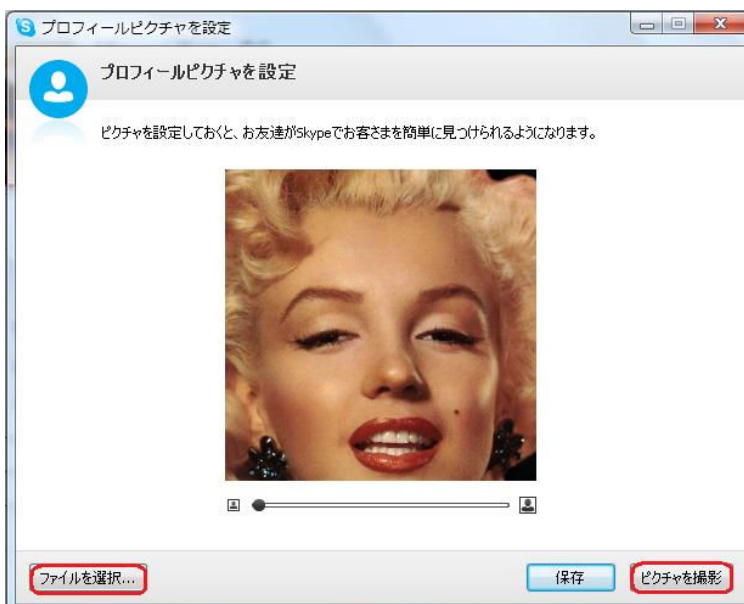 プロフィールピクチャを設定
プロフィールピクチャを設定
ピクチャを設定しておくと、お友達がSkypeでお客さまを簡単に見つけられるようになります。
ファイルを選択...
保存
ピクチャを撮影